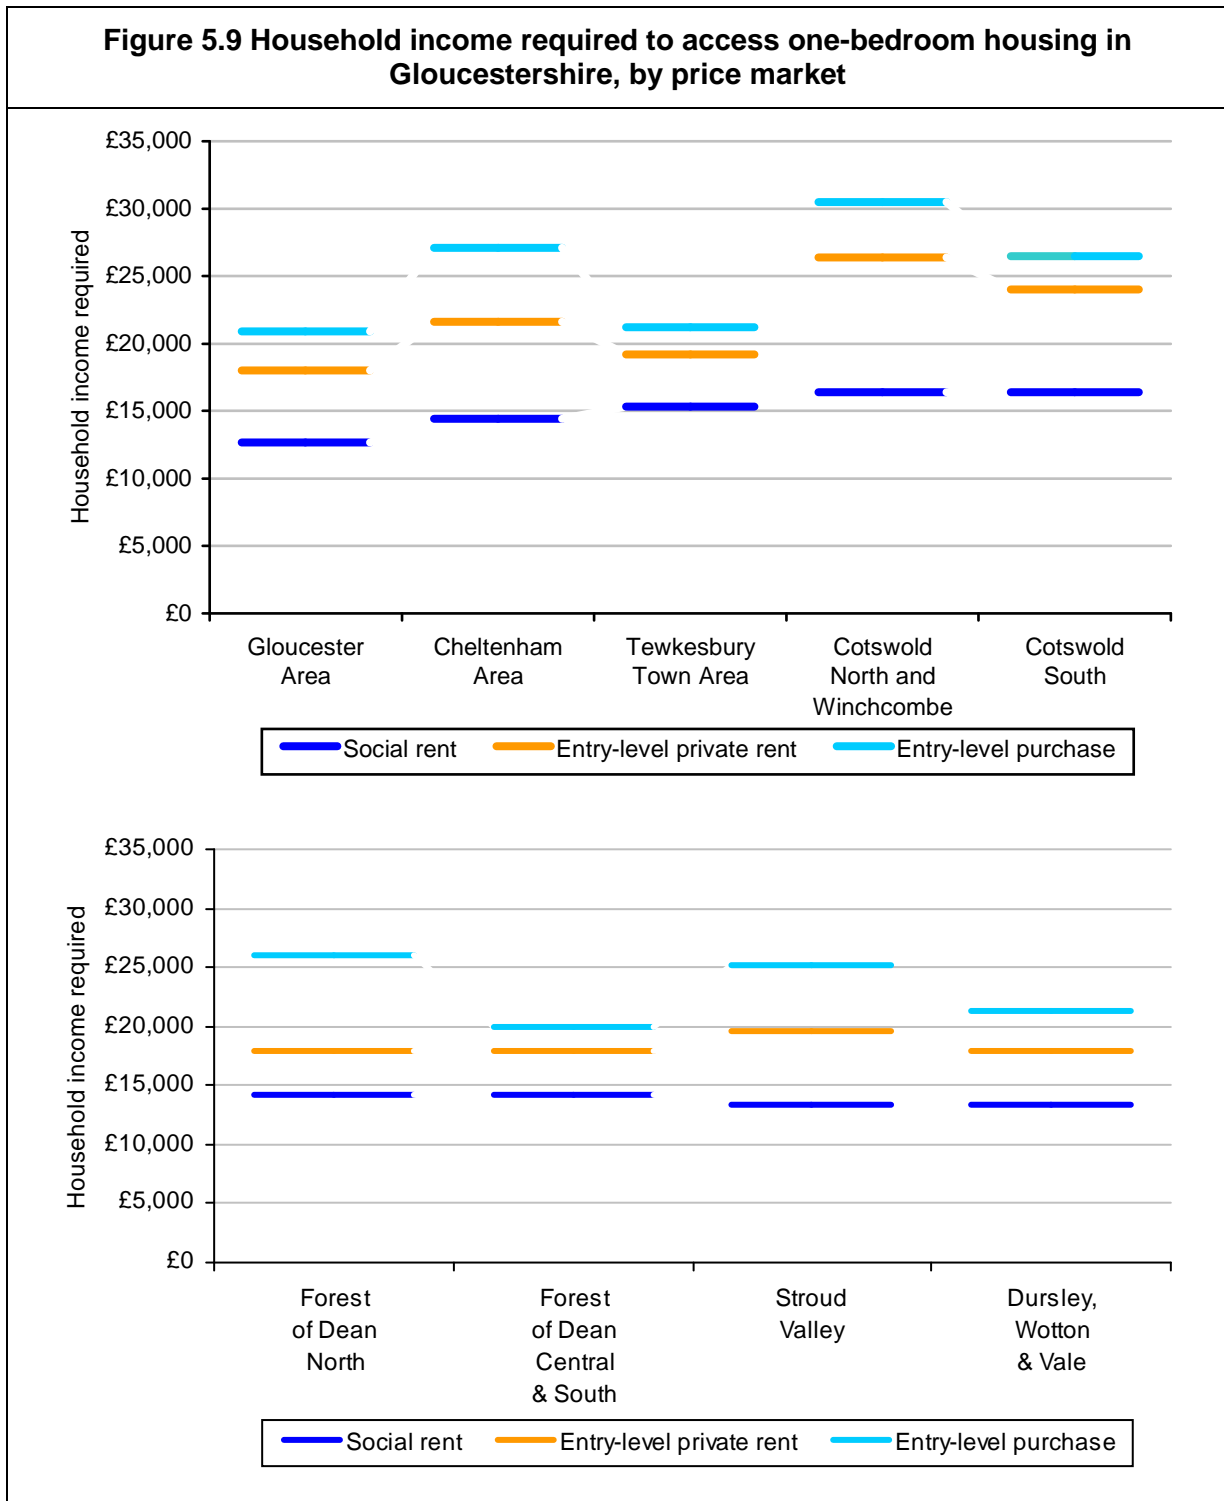 Figure 5.9 Household income required to access one-bedroom housing in
Gloucestershire, by price market
Household income required
£35,000
£30,000
£25,000
£20,000
£15,000
£10,000
£5,000
£0
Gloucester
Area
Cheltenham
Area
Tewkesbury
Town Area
Cotswold
North and
Winchcombe
Cotswold
South
Social rent Entry-level private rent Entry-level purchase
Household income required
£35,000
£30,000
£25,000
£20,000
£15,000
£10,000
£5,000
£0
Forest
of Dean
North
Forest
of Dean
Central
& South
Stroud
Valley
Dursley,
Wotton
& Vale
Social rent Entry-level private rent Entry-level purchase